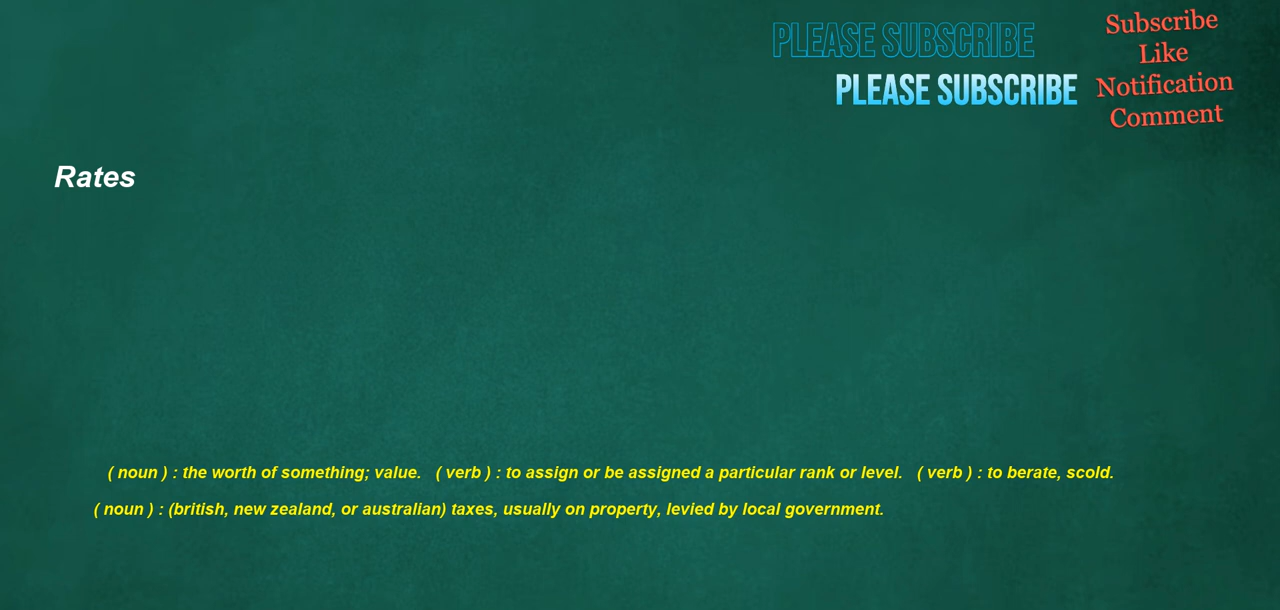 PLEASE SUBSCRIBE
PLEASE SUBSCRIBE
Subscribe
Like
Notification
Comment
Rates
( noun ) : the worth of something; value. ( verb ) : to assign or be assigned a particular rank or level. ( verb ) : to berate, scold.
( noun ) : (british, new zealand, or australian) taxes, usually on property, levied by local government.